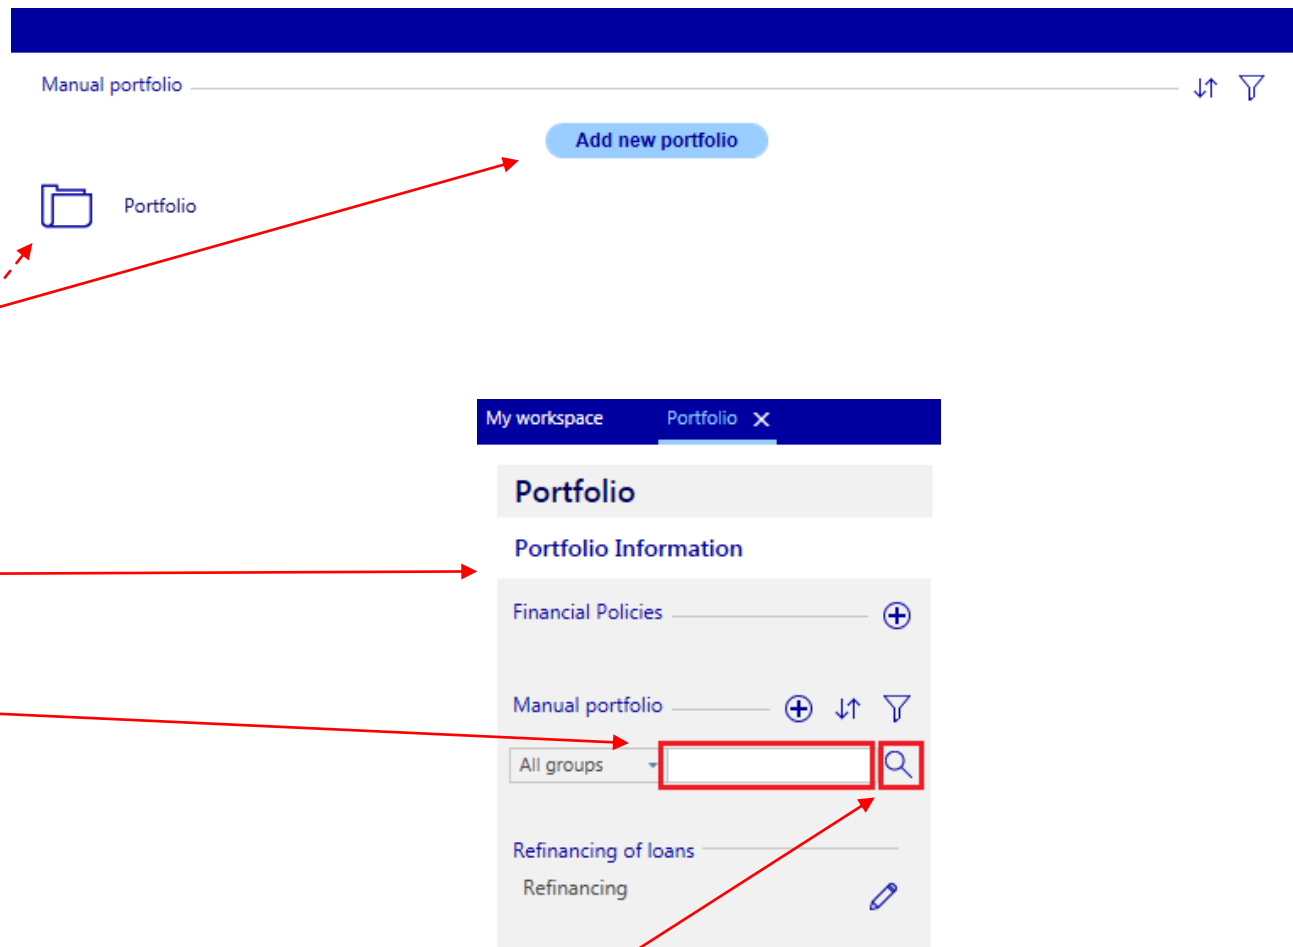 Manual portfolio
Add new portfolio
Portfolio
My workspace Portfolio
Portfolio
Portfolio Information
Financial Policies
Manual portfolio
All groups
Refinancing of loans
Refinancing